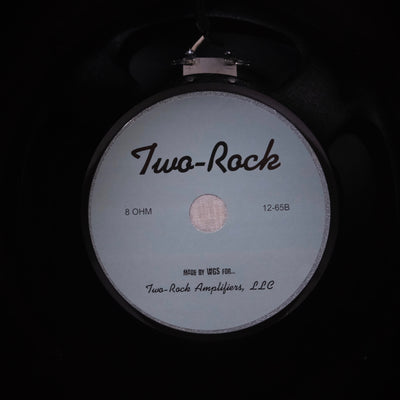 Two-Rock
8 OHM 12-65B
MADE BY WGS FOR...
Two-Rock Amplifiers, LLC